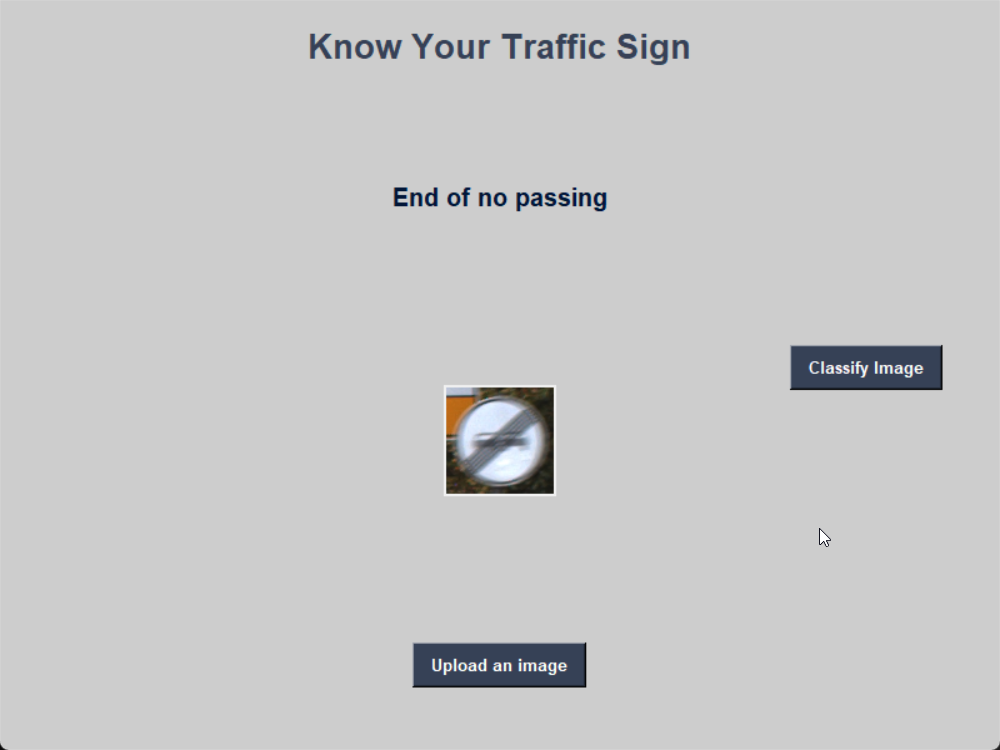 Know Your Traffic Sign
End of no passing
Classify Image
Upload an image